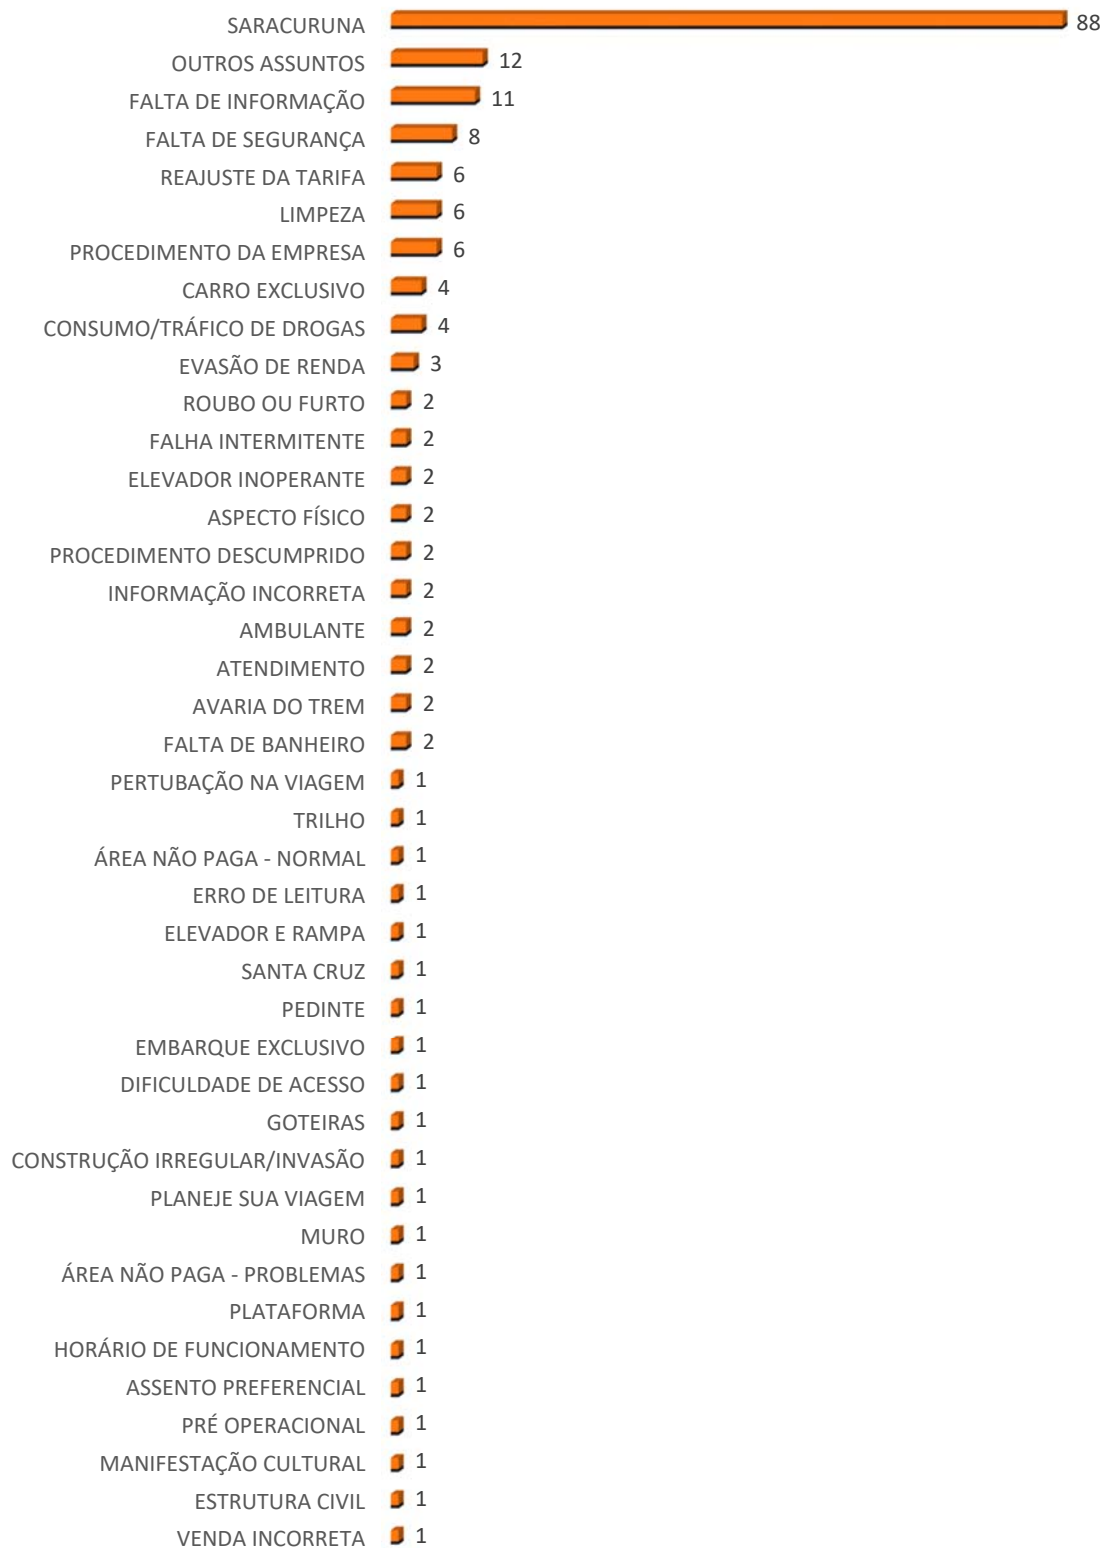 SARACURUNA 88
OUTROS ASSUNTOS 12
FALTA DE INFORMAÇÃO 11
FALTA DE SEGURANÇA 8
REAJUSTE DA TARIFA 6
LIMPEZA 6
PROCEDIMENTO DA EMPRESA 6
CARRO EXCLUSIVO 4
CONSUMO/TRÁFICO DE DROGAS 4
EVASÃO DE RENDA 3
ROUBO OU FURTO 2
FALHA INTERMITENTE 2
ELEVADOR INOPERANTE 2
ASPECTO FÍSICO 2
PROCEDIMENTO DESCUMPRIDO 2
INFORMAÇÃO INCORRETA 2
AMBULANTE 2
ATENDIMENTO 2
AVARIA DO TREM 2
FALTA DE BANHEIRO 2
PERTUBAÇÃO NA VIAGEM 1
TRILHO 1
ÁREA NÃO PAGA - NORMAL 1
ERRO DE LEITURA 1
ELEVADOR E RAMPA 1
SANTA CRUZ 1
PEDINTE 1
EMBARQUE EXCLUSIVO 1
DIFICULDADE DE ACESSO 1
GOTEIRAS 1
CONSTRUÇÃO IRREGULAR/INVASÃO 1
PLANEJE SUA VIAGEM 1
MURO 1
ÁREA NÃO PAGA - PROBLEMAS 1
PLATAFORMA 1
HORÁRIO DE FUNCIONAMENTO 1
ASSENTO PREFERENCIAL 1
PRÉ OPERACIONAL 1
MANIFESTAÇÃO CULTURAL 1
ESTRUTURA CIVIL 1
VENDA INCORRETA 1